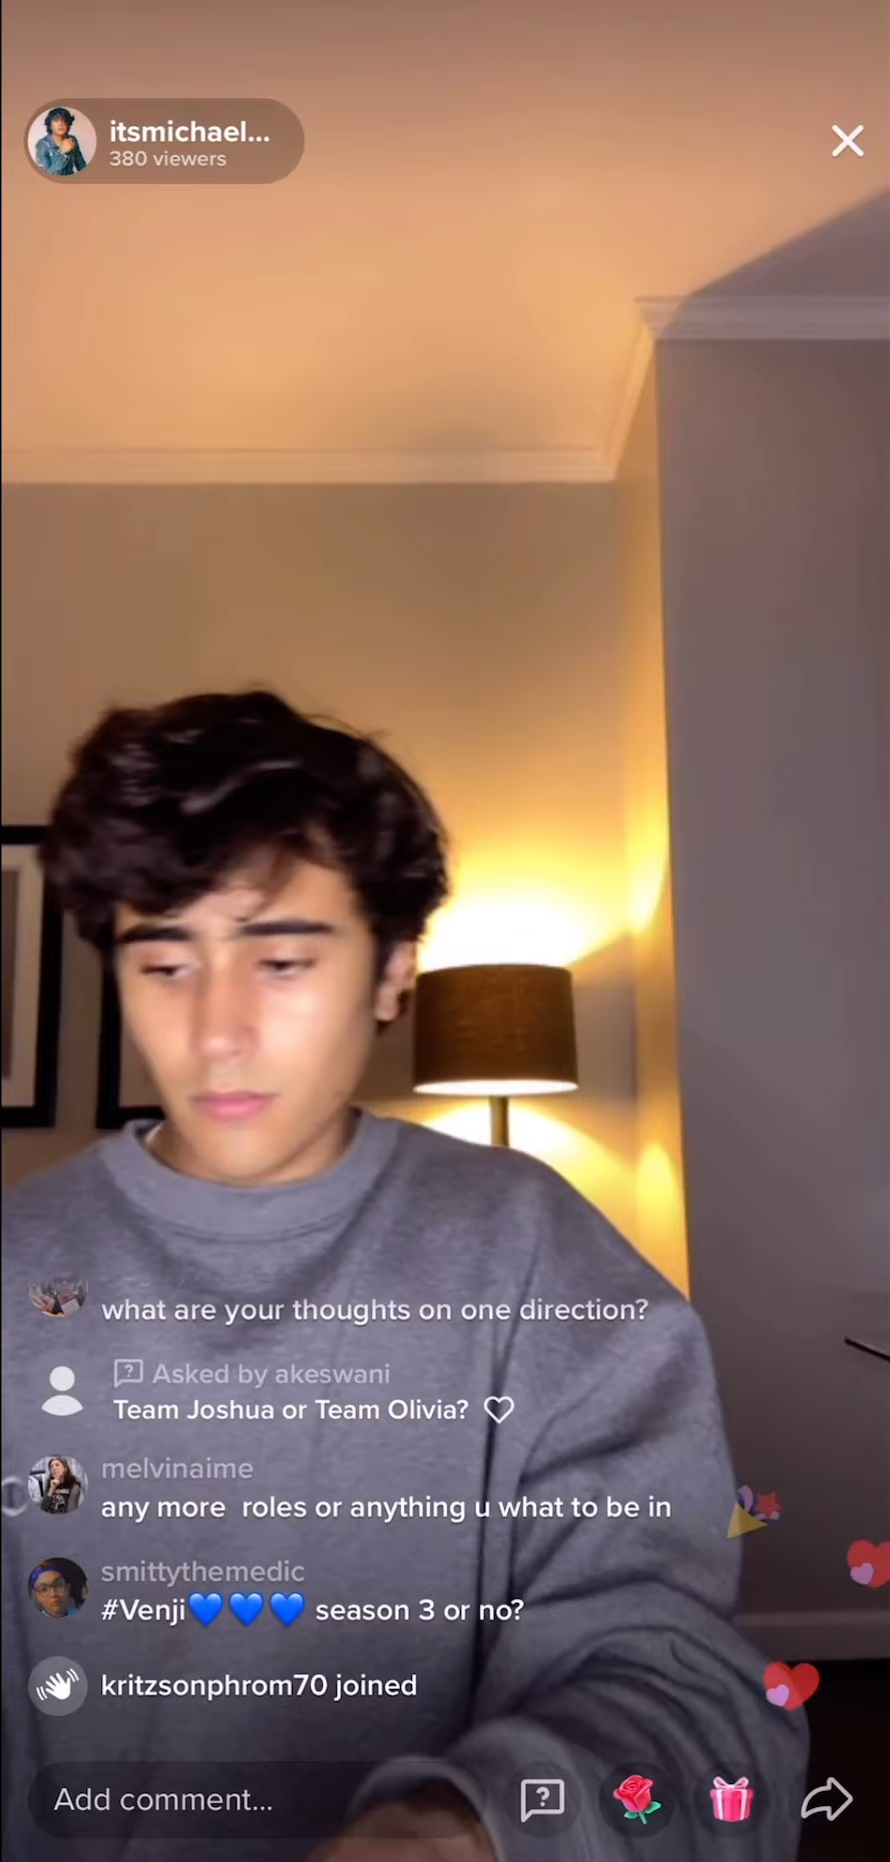 itsmichael...
380 viewers
what are your thoughts on one direction?
Asked by akeswani
Team Joshua or Team Olivia?
melvinaime
any more roles or anything u what to be in
smittythemedic
#Venji💙💙💙 season 3 or no?
kritzsonphrom70 joined
Add comment...